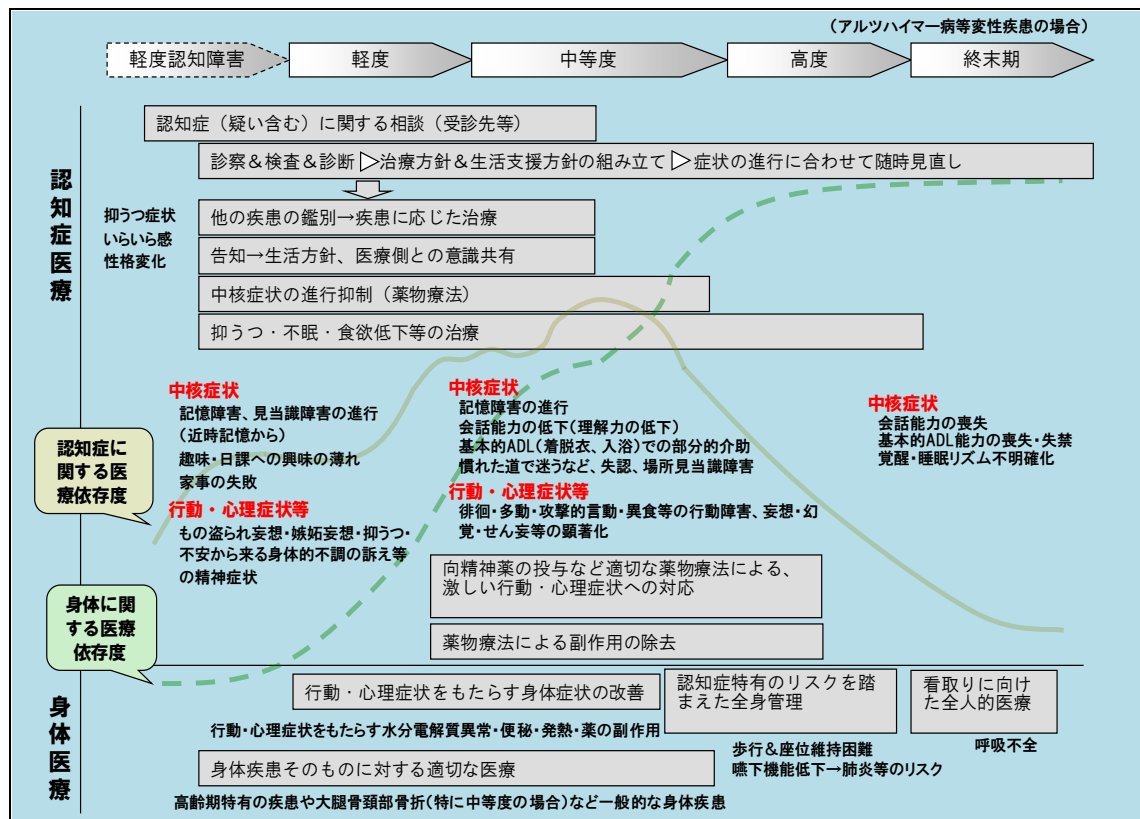 （アルツハイマー病等変性疾患の場合）
軽度認知障害
軽度
中等度
高度
終末期
認知症医療
認知症（疑い含む）に関する相談（受診先等）
診察＆検査＆診断▷治療方針＆生活支援方針の組み立て▷症状の進行に合わせて随時見直し
抑うつ症状
いらいら感
性格変化
他の疾患の鑑別→疾患に応じた治療
告知→生活方針、医療側との意識共有
中核症状の進行抑制（薬物療法）
抑うつ・不眠・食欲低下等の治療
中核症状
記憶障害、見当識障害の進行
（近時記憶から）
趣味・日課への興味の薄れ
家事の失敗
行動・心理症状等
もの盗られ妄想・嫉妬妄想・抑うつ・
不安から来る身体的不調の訴え等
の精神症状
中核症状
記憶障害の進行
会話能力の低下（理解力の低下）
基本的ADL（着脱衣、入浴）での部分的介助
慣れた道で迷うなど、失認、場所見当識障害
行動・心理症状等
徘徊・多動・攻撃的言動・異食等の行動障害、妄想・幻
覚・せん妄等の顕著化
中核症状
会話能力の喪失
基本的ADL能力の喪失・失禁
覚醒・睡眠リズム不明確化
認知症に
関する医
療依存度
向精神薬の投与など適切な薬物療法による、
激しい行動・心理症状への対応
薬物療法による副作用の除去
身体に関
する医療
依存度
身体医療
行動・心理症状をもたらす身体症状の改善
行動・心理症状をもたらす水分電解質異常・便秘・発熱・薬の副作用
認知症特有のリスクを踏
まえた全身管理
歩行＆座位維持困難
嚥下機能低下→肺炎等のリスク
看取りに向け
た全人的医療
呼吸不全
身体疾患そのものに対する適切な医療
高齢期特有の疾患や大腿骨頚部骨折（特に中等度の場合）など一般的な身体疾患